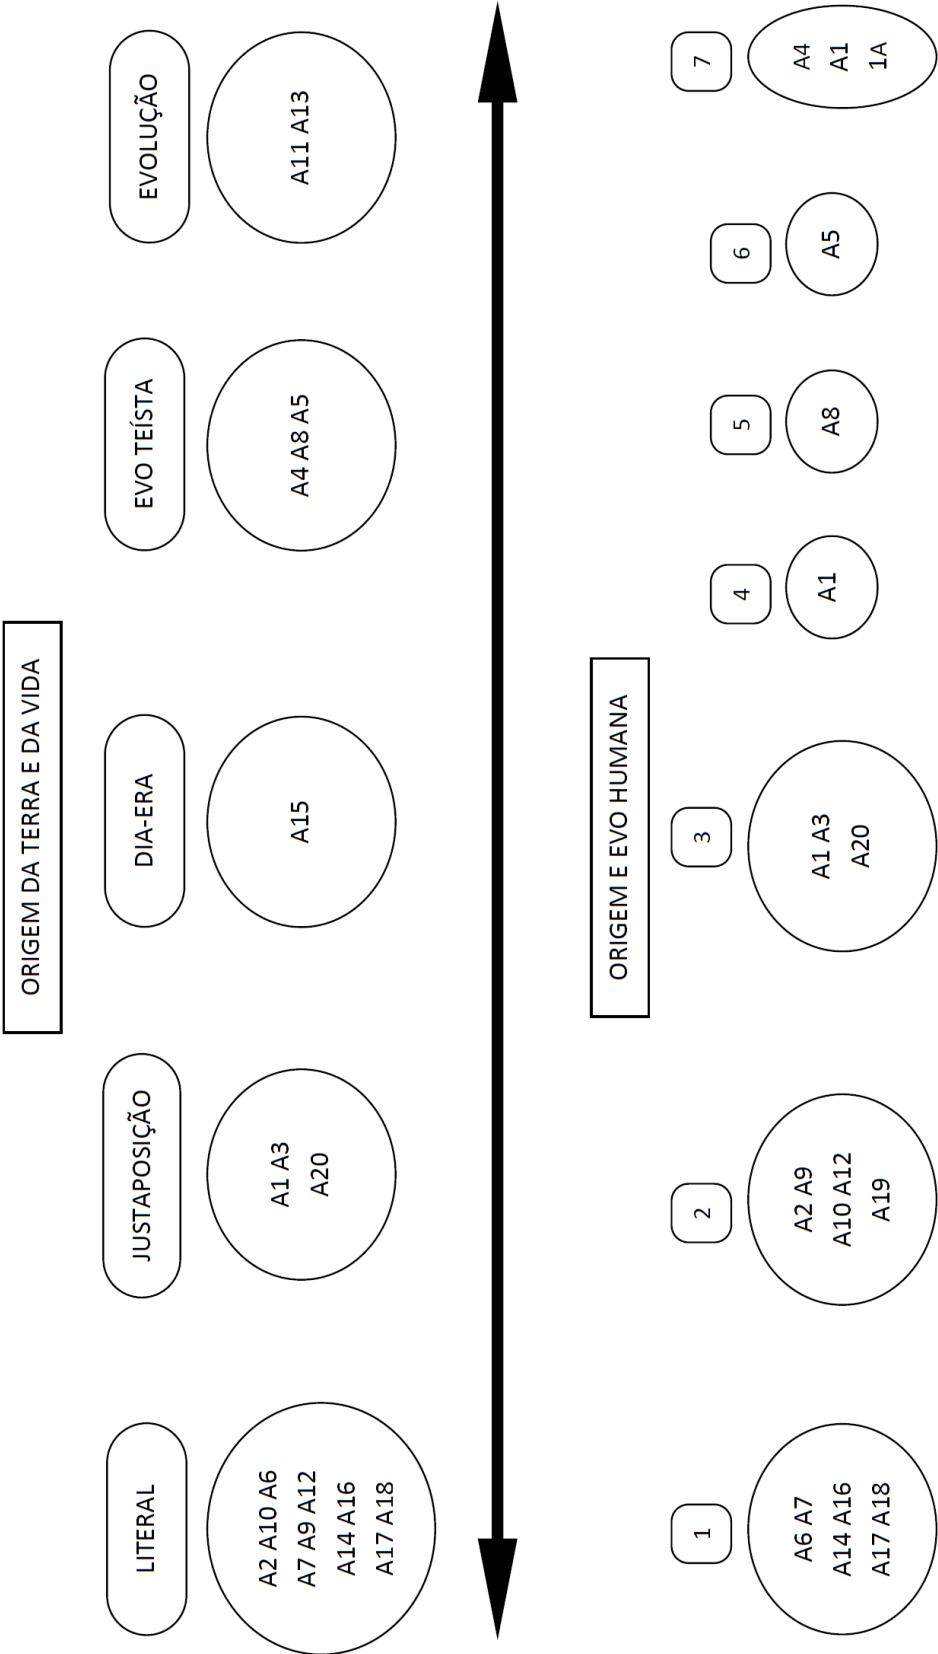 ORIGEM DA TERRA E DA VIDA
LITERAL
A2 A10 A6
A7 A9 A12
A14 A16
A17 A18
JUSTAPOSIÇÃO
A1 A3
A20
DIA-ERA
A15
EVO TEÍSTA
A4 A8 A5
EVOLUÇÃO
A11 A13
ORIGEM E EVO HUMANA
1
A6 A7
A14 A16
A17 A18
2
A2 A9
A10 A12
A19
3
A1 A3
A20
4
A1
5
A8
6
A5
7
A4
A1
1A